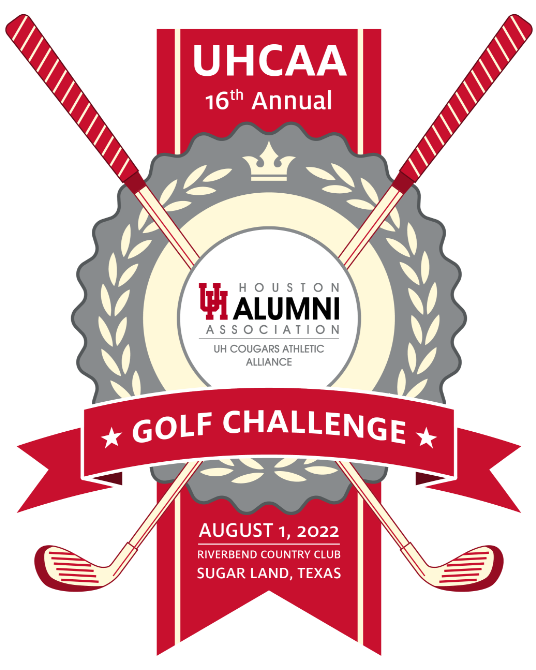 UHCAA
16th Annual
UH HOUSTON
ALUMNI
ASSOCIATION
UH COUGARS ATHLETIC
ALLIANCE
GOLF CHALLENGE
AUGUST 1, 2022
RIVERBEND COUNTRY CLUB
SUGAR LAND, TEXAS